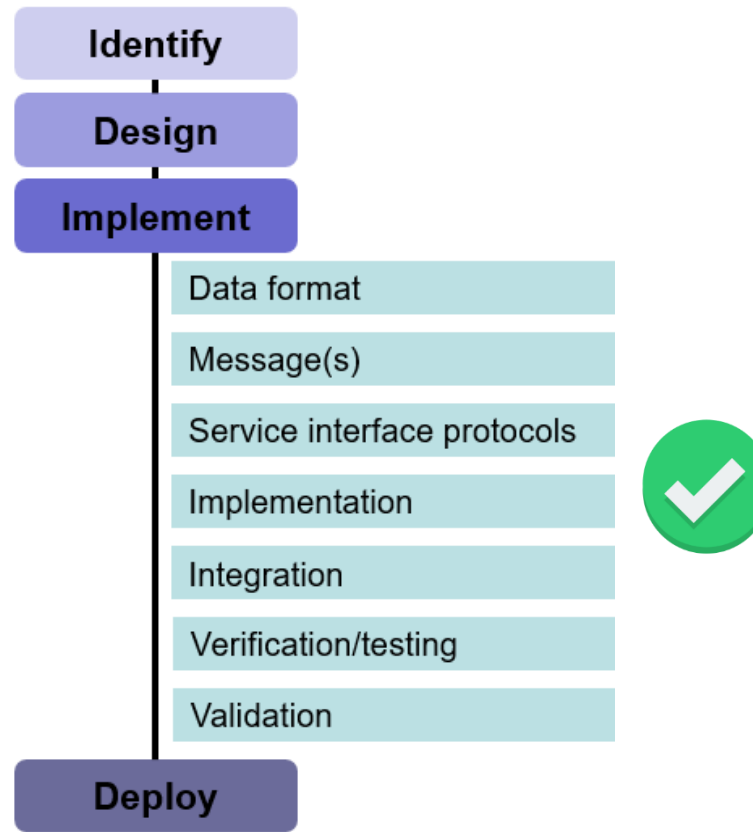 Identify
Design
Implement
Data format
Message(s)
Service interface protocols
Implementation
Integration
Verification/testing
Validation
Deploy